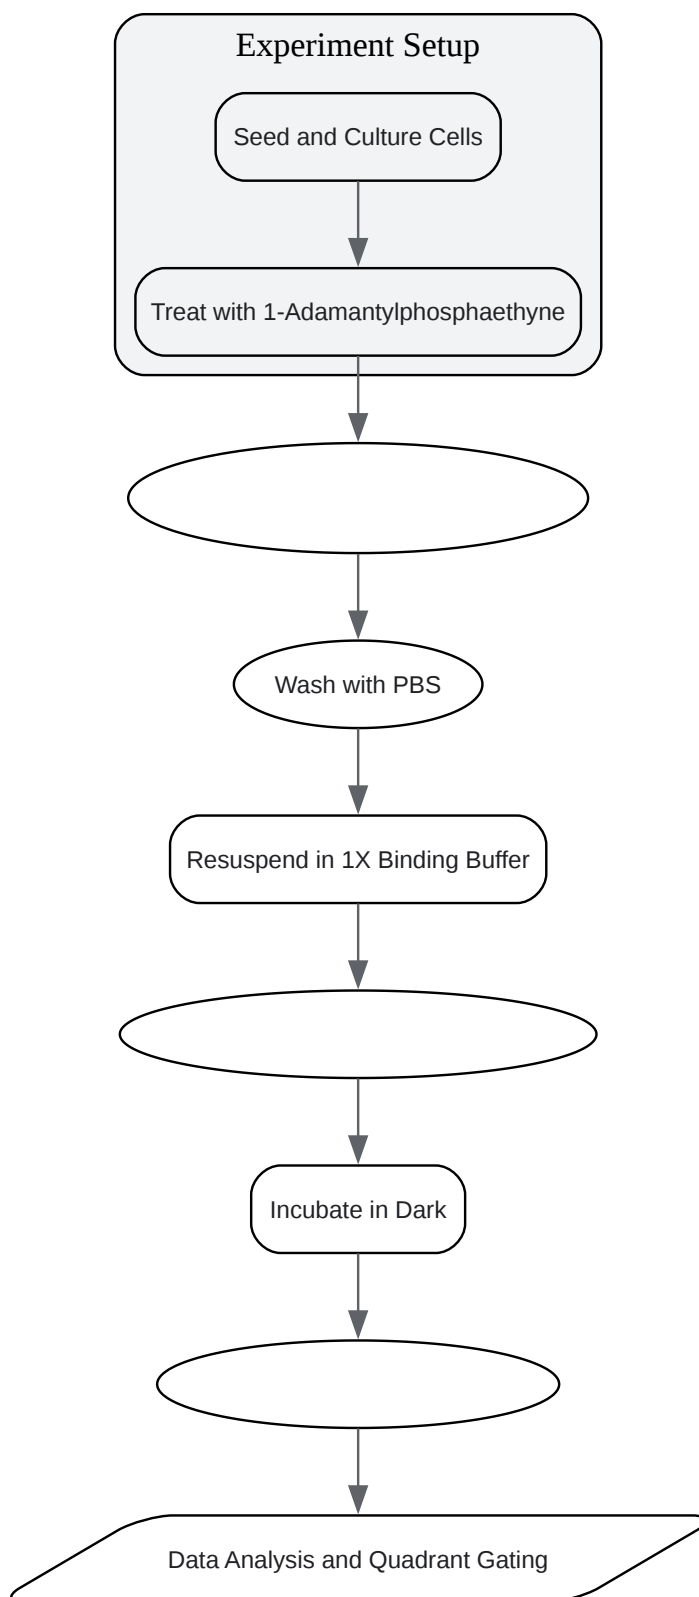 Experiment Setup
Seed and Culture Cells
Treat with 1-Adamantylphosphaethyne
Wash with PBS
Resuspend in 1X Binding Buffer
Incubate in Dark
Data Analysis and Quadrant Gating